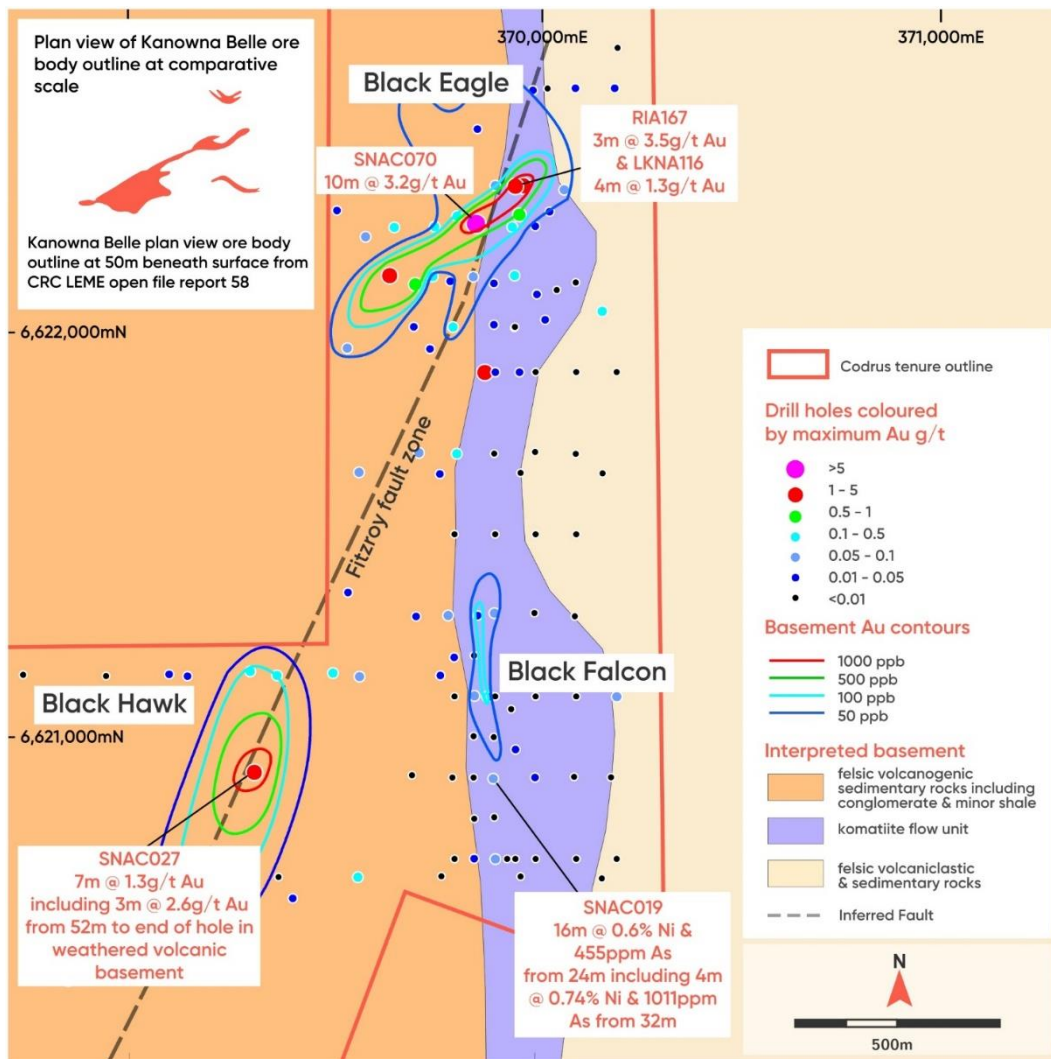 Plan view of Kanowna Belle ore
body outline at comparative
scale
Kanowna Belle plan view ore body
outline at 50m beneath surface from
CRC LEME open file report 58
370,000mE
371,000mE
Black Eagle
RIA167
3m @ 3.5g/t Au
& LKNA116
4m @ 1.3g/t Au
SNAC070
10m @ 3.2g/t Au
6,622,000mN
Fitzroy fault zone
Black Falcon
Black Hawk
6,621,000mN
SNAC027
7m @ 1.3g/t Au
including 3m @ 2.6g/t Au
from 52m to end of hole in
weathered volcanic
basement
SNAC019
16m @ 0.6% Ni &
455ppm As
from 24m including 4m
@ 0.74% Ni & 1011ppm
As from 32m
Codrus tenure outline
Drill holes coloured
by maximum Au g/t
>5
1 - 5
0.5 - 1
0.1 - 0.5
0.05 - 0.1
0.01 - 0.05
<0.01
Basement Au contours
1000 ppb
500 ppb
100 ppb
50 ppb
Interpreted basement
felsic volcanogenic
sedimentary rocks including
conglomerate & minor shale
komatiite flow unit
felsic volcaniclastic
& sedimentary rocks
Inferred Fault
N
500m